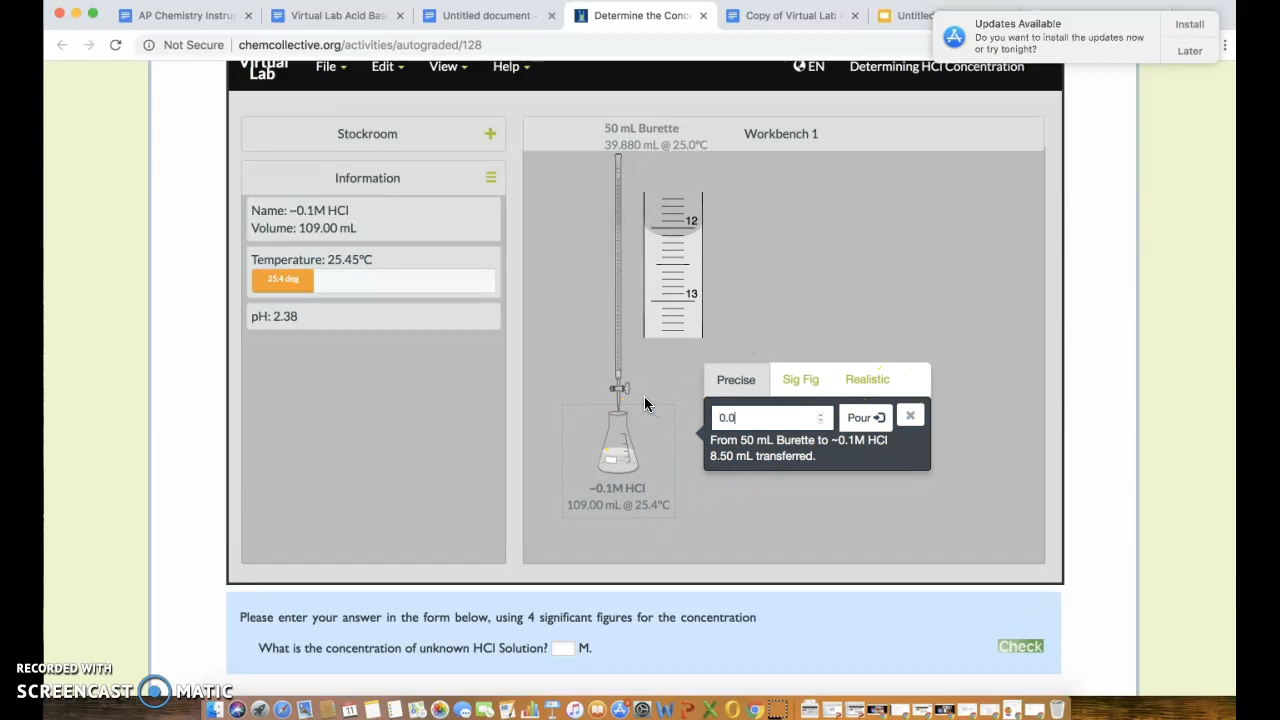 AP Chemistry Instruc
Virtual Lab Acid Bas
Untitled document -
Determine the Conce
Copy of Virtual Lab A
Untitled
Updates Available
Do you want to install the updates now
or try tonight?
Install
Later
Not Secure
chemcollective.org/activities/autograded/128
Virtual
Lab
File
Edit
View
Help
EN
Determining HCl Concentration
Stockroom
Information
Name: ~0.1M HCl
Volume: 109.00 mL
Temperature: 25.45ºC
25.4 deg
pH: 2.38
50 mL Burette
39.880 mL @ 25.0ºC
Workbench 1
12
13
Precise
Sig Fig
Realistic
0.0
Pour
From 50 mL Burette to ~0.1M HCl
8.50 mL transferred.
~0.1M HCl
109.00 mL @ 25.4ºC
Please enter your answer in the form below, using 4 significant figures for the concentration
What is the concentration of unknown HCl Solution? M.
Check
RECORDED WITH
SCREENCAST MATIC